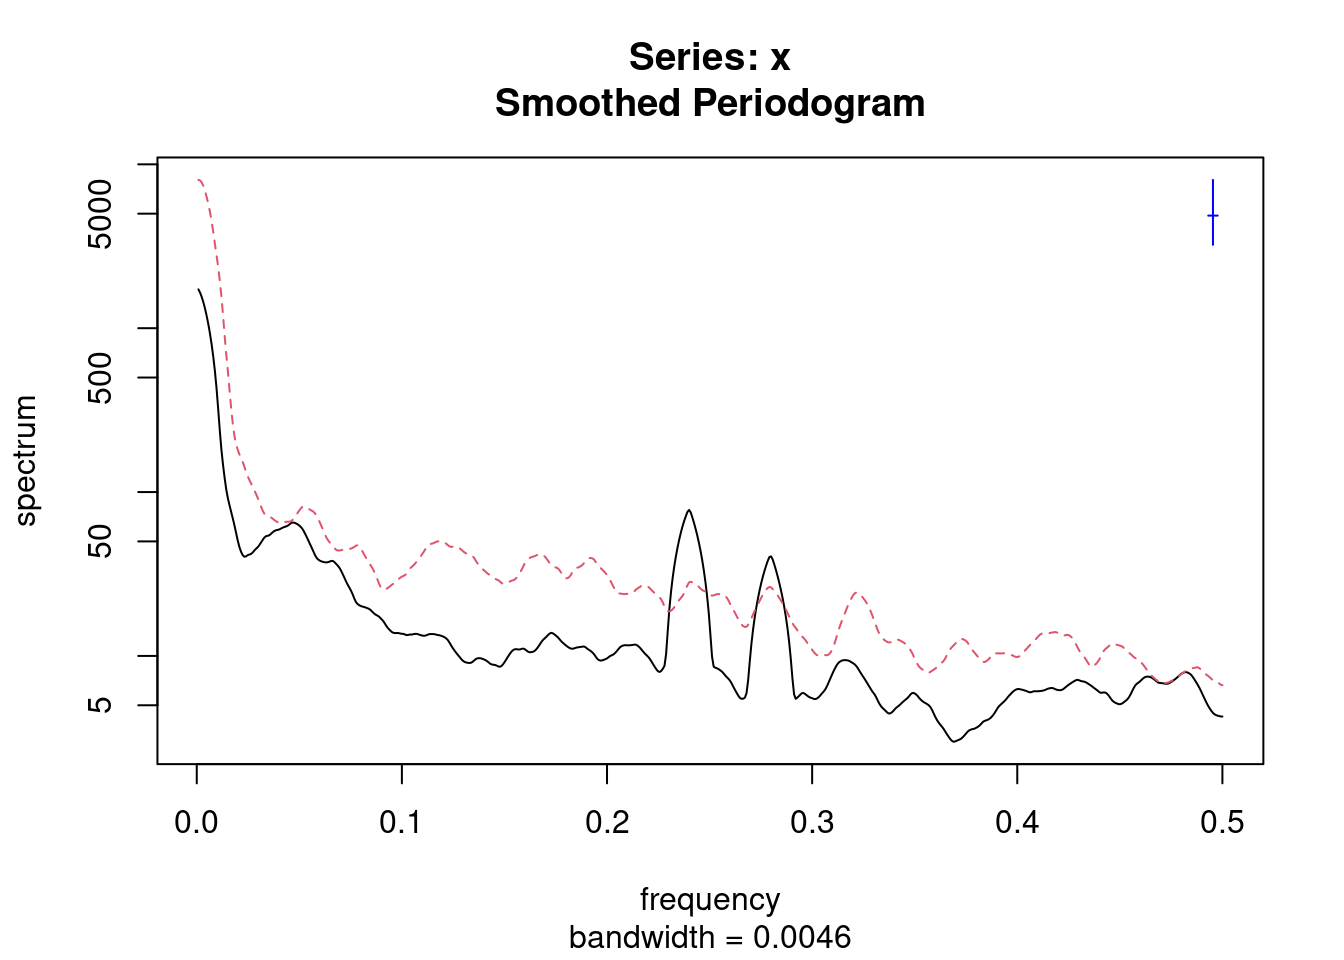 Series: x
Smoothed Periodogram
spectrum
5000
500
50
5
0.0 0.1 0.2 0.3 0.4 0.5
frequency
bandwidth = 0.0046